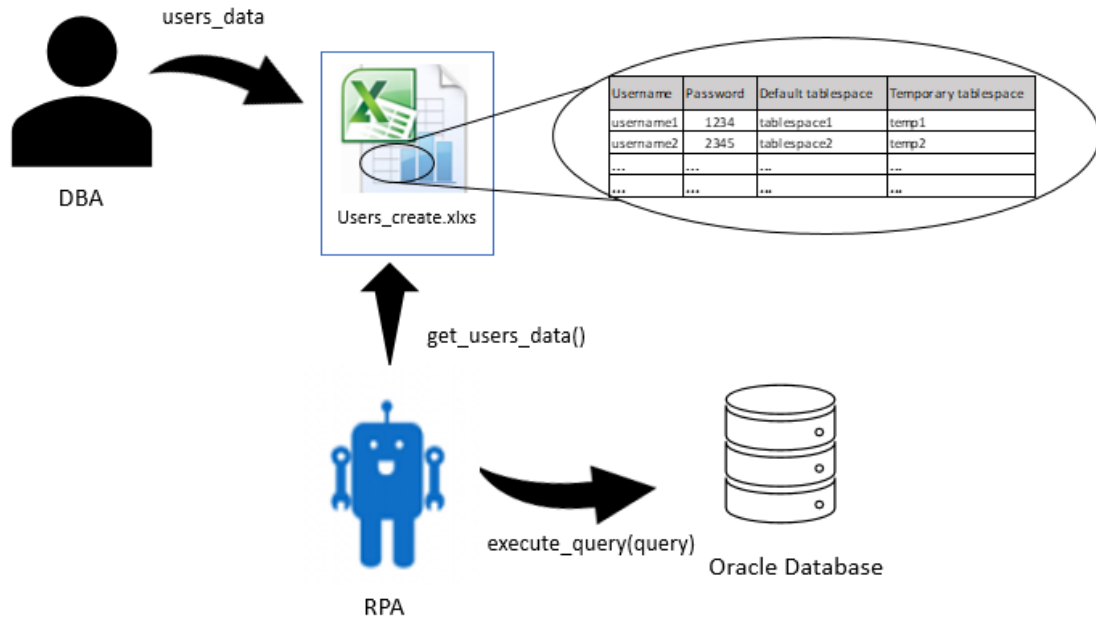 users_data
DBA
Users_create.xlxs
Username Password Default tablespace Temporary tablespace
username1 1234 tablespace1 temp1
username2 2345 tablespace2 temp2
... ... ... ...
... ... ... ...
get_users_data()
execute_query(query)
RPA
Oracle Database